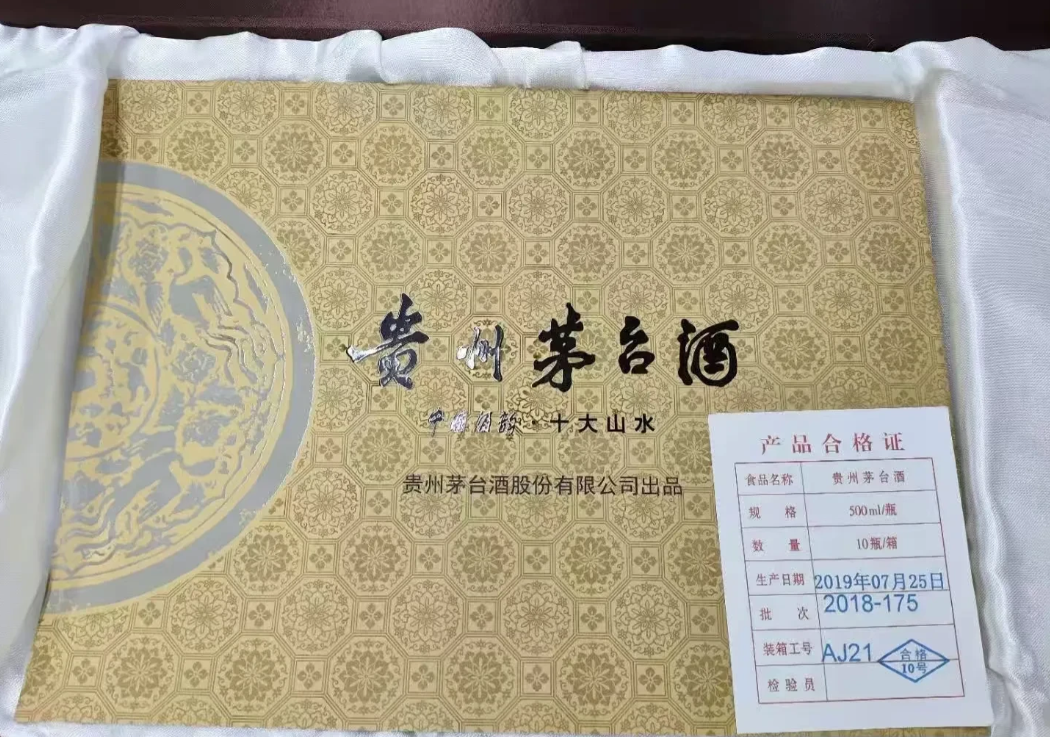 贵州茅台酒
中国酒韵·十大山水
贵州茅台酒股份有限公司出品
产品合格证
食品名称 贵州茅台酒
规格 500ml/瓶
数量 10瓶/箱
生产日期 2019年07月25日
批次 2018-175
装箱工号 AJ21
检验员 合格 10号